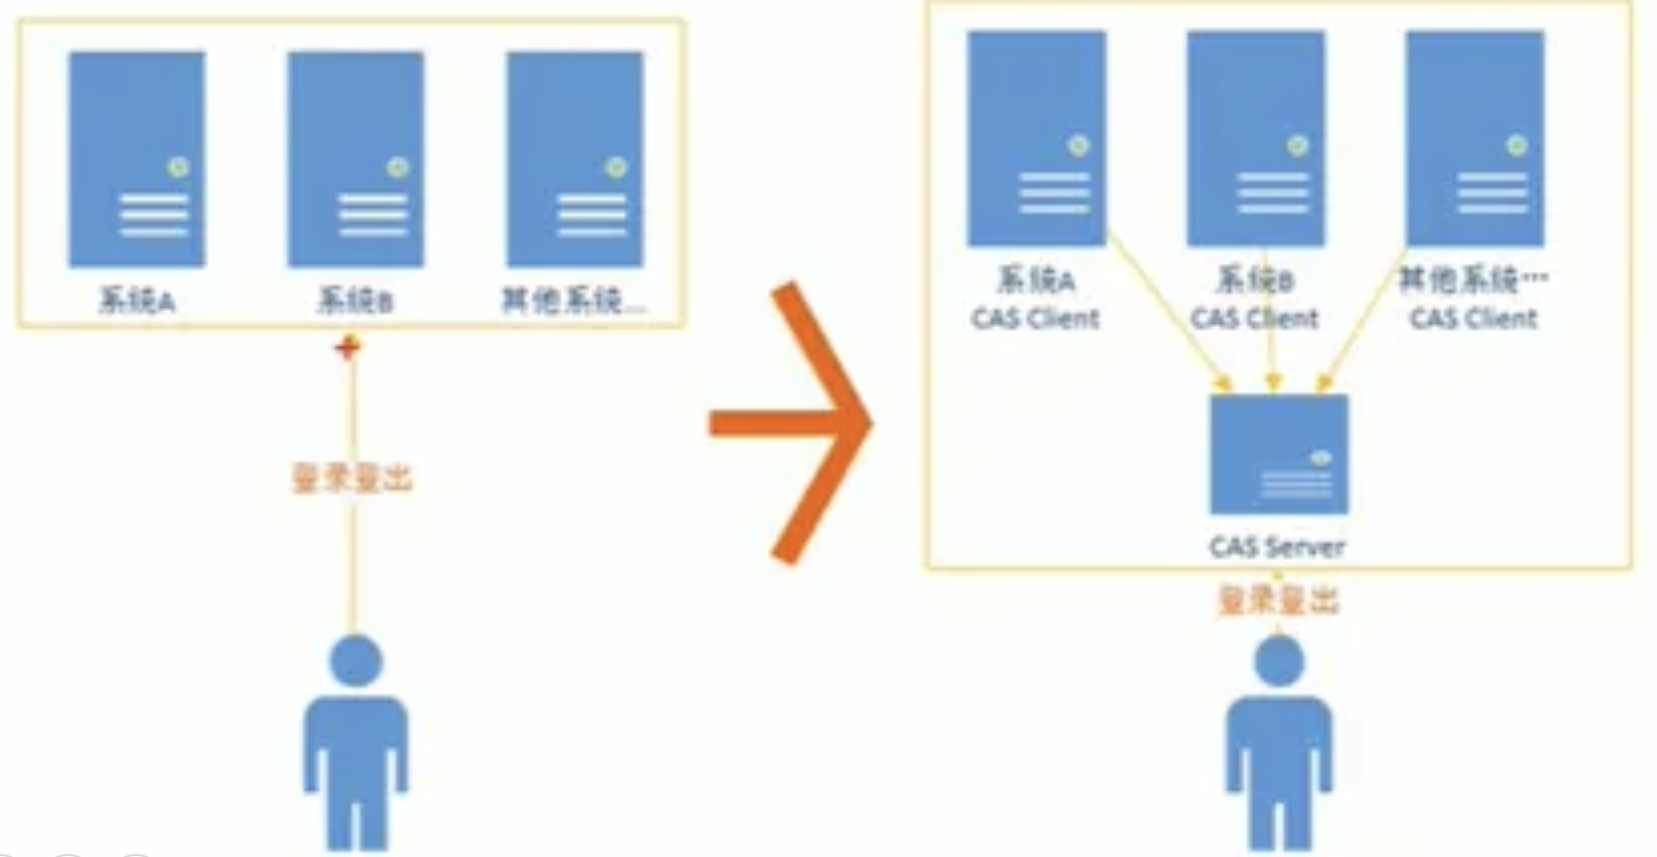 系统A
系统B
其他系统...
登录登出
系统A
CAS Client
系统B
CAS Client
其他系统…
CAS Client
CAS Server
登录登出